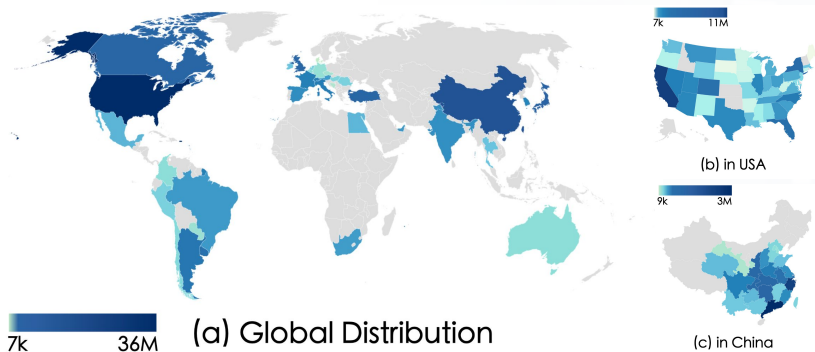 7k 11M
(b) in USA
9k 3M
(c) in China
7k 36M
(a) Global Distribution